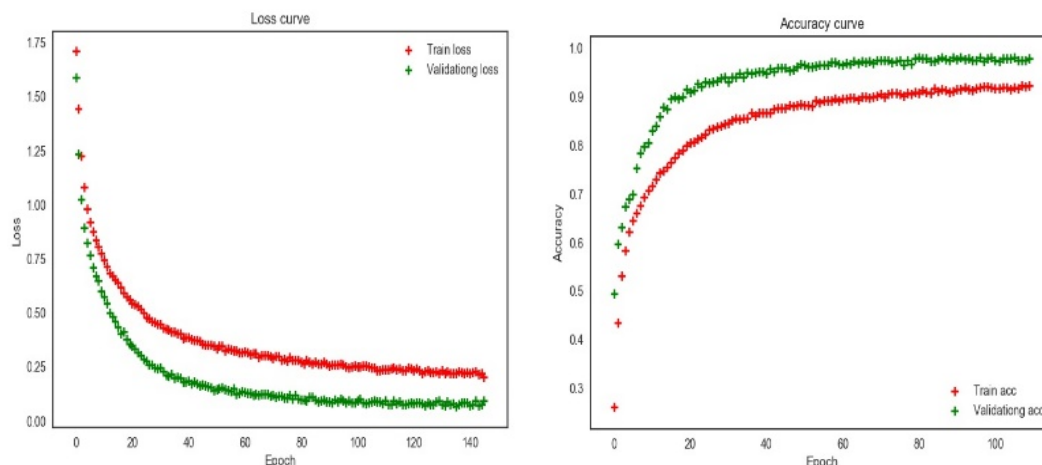 Loss curve
1.75
1.50
1.25
1.00
0.75
0.50
0.25
0.00
Loss
0 20 40 60 80 100 120 140
Epoch
Train loss
Validationg loss
Accuracy curve
1.0
0.9
0.8
0.7
0.6
0.5
0.4
0.3
Accuracy
0 20 40 60 80 100
Epoch
Train acc
Validationg acc